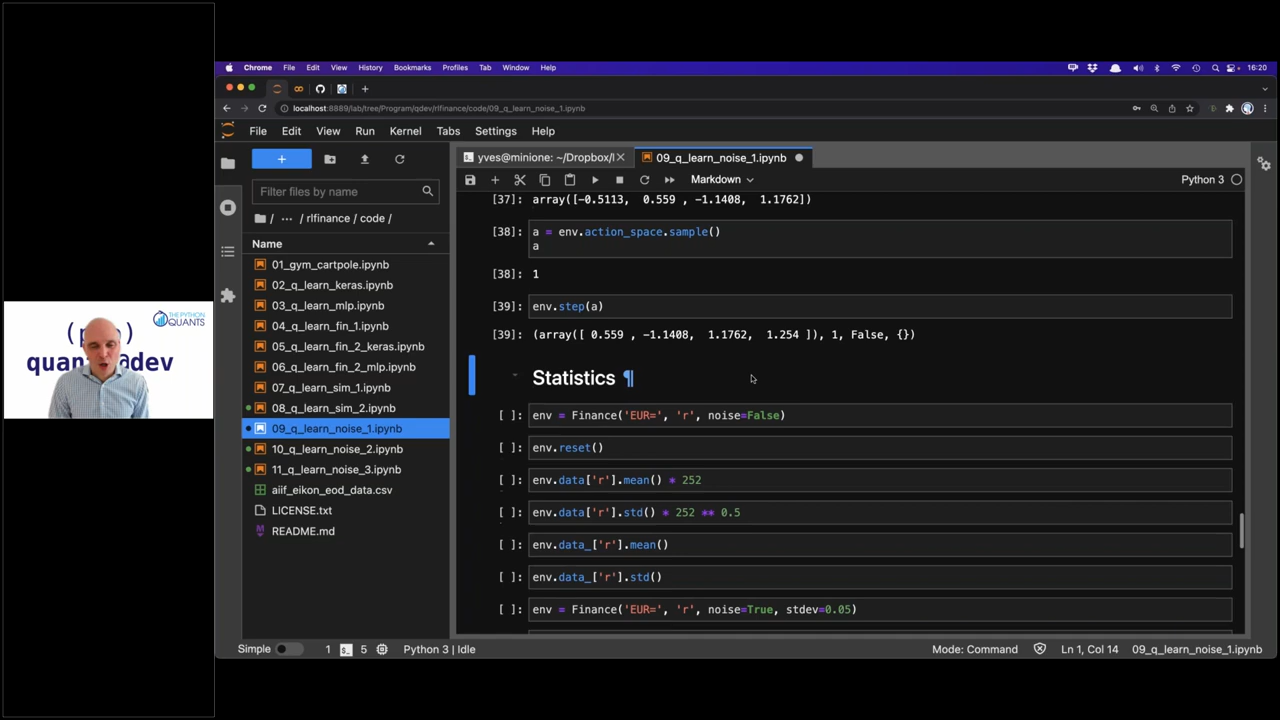 Chrome File Edit View History Bookmarks Profiles Tab Window Help 16:20
localhost:8889/lab/tree/Program/qdev/rlfinance/code/09_q_learn_noise_1.ipynb
File Edit View Run Kernel Tabs Settings Help
yves@minione: ~/Dropbox/l
09_q_learn_noise_1.ipynb
Filter files by name
Markdown
Python 3
/ ... / rlfinance / code /
Name
01_gym_cartpole.ipynb
02_q_learn_keras.ipynb
03_q_learn_mlp.ipynb
04_q_learn_fin_1.ipynb
05_q_learn_fin_2_keras.ipynb
06_q_learn_fin_2_mlp.ipynb
07_q_learn_sim_1.ipynb
08_q_learn_sim_2.ipynb
09_q_learn_noise_1.ipynb
10_q_learn_noise_2.ipynb
11_q_learn_noise_3.ipynb
aiif_eikon_eod_data.csv
LICENSE.txt
README.md
[37]: array([-0.5113, 0.559 , -1.1408, 1.1762])
[38]: a = env.action_space.sample()
a
[38]: 1
[39]: env.step(a)
[39]: (array([ 0.559 , -1.1408, 1.1762, 1.254 ]), 1, False, {})
Statistics ¶
[ ]: env = Finance('EUR=', 'r', noise=False)
[ ]: env.reset()
[ ]: env.data['r'].mean() * 252
[ ]: env.data['r'].std() * 252 ** 0.5
[ ]: env.data_['r'].mean()
[ ]: env.data_['r'].std()
[ ]: env = Finance('EUR=', 'r', noise=True, stdev=0.05)
THE PYTHON
QUANTS
Simple 1 5 Python 3 | Idle
Mode: Command Ln 1, Col 14 09_q_learn_noise_1.ipynb